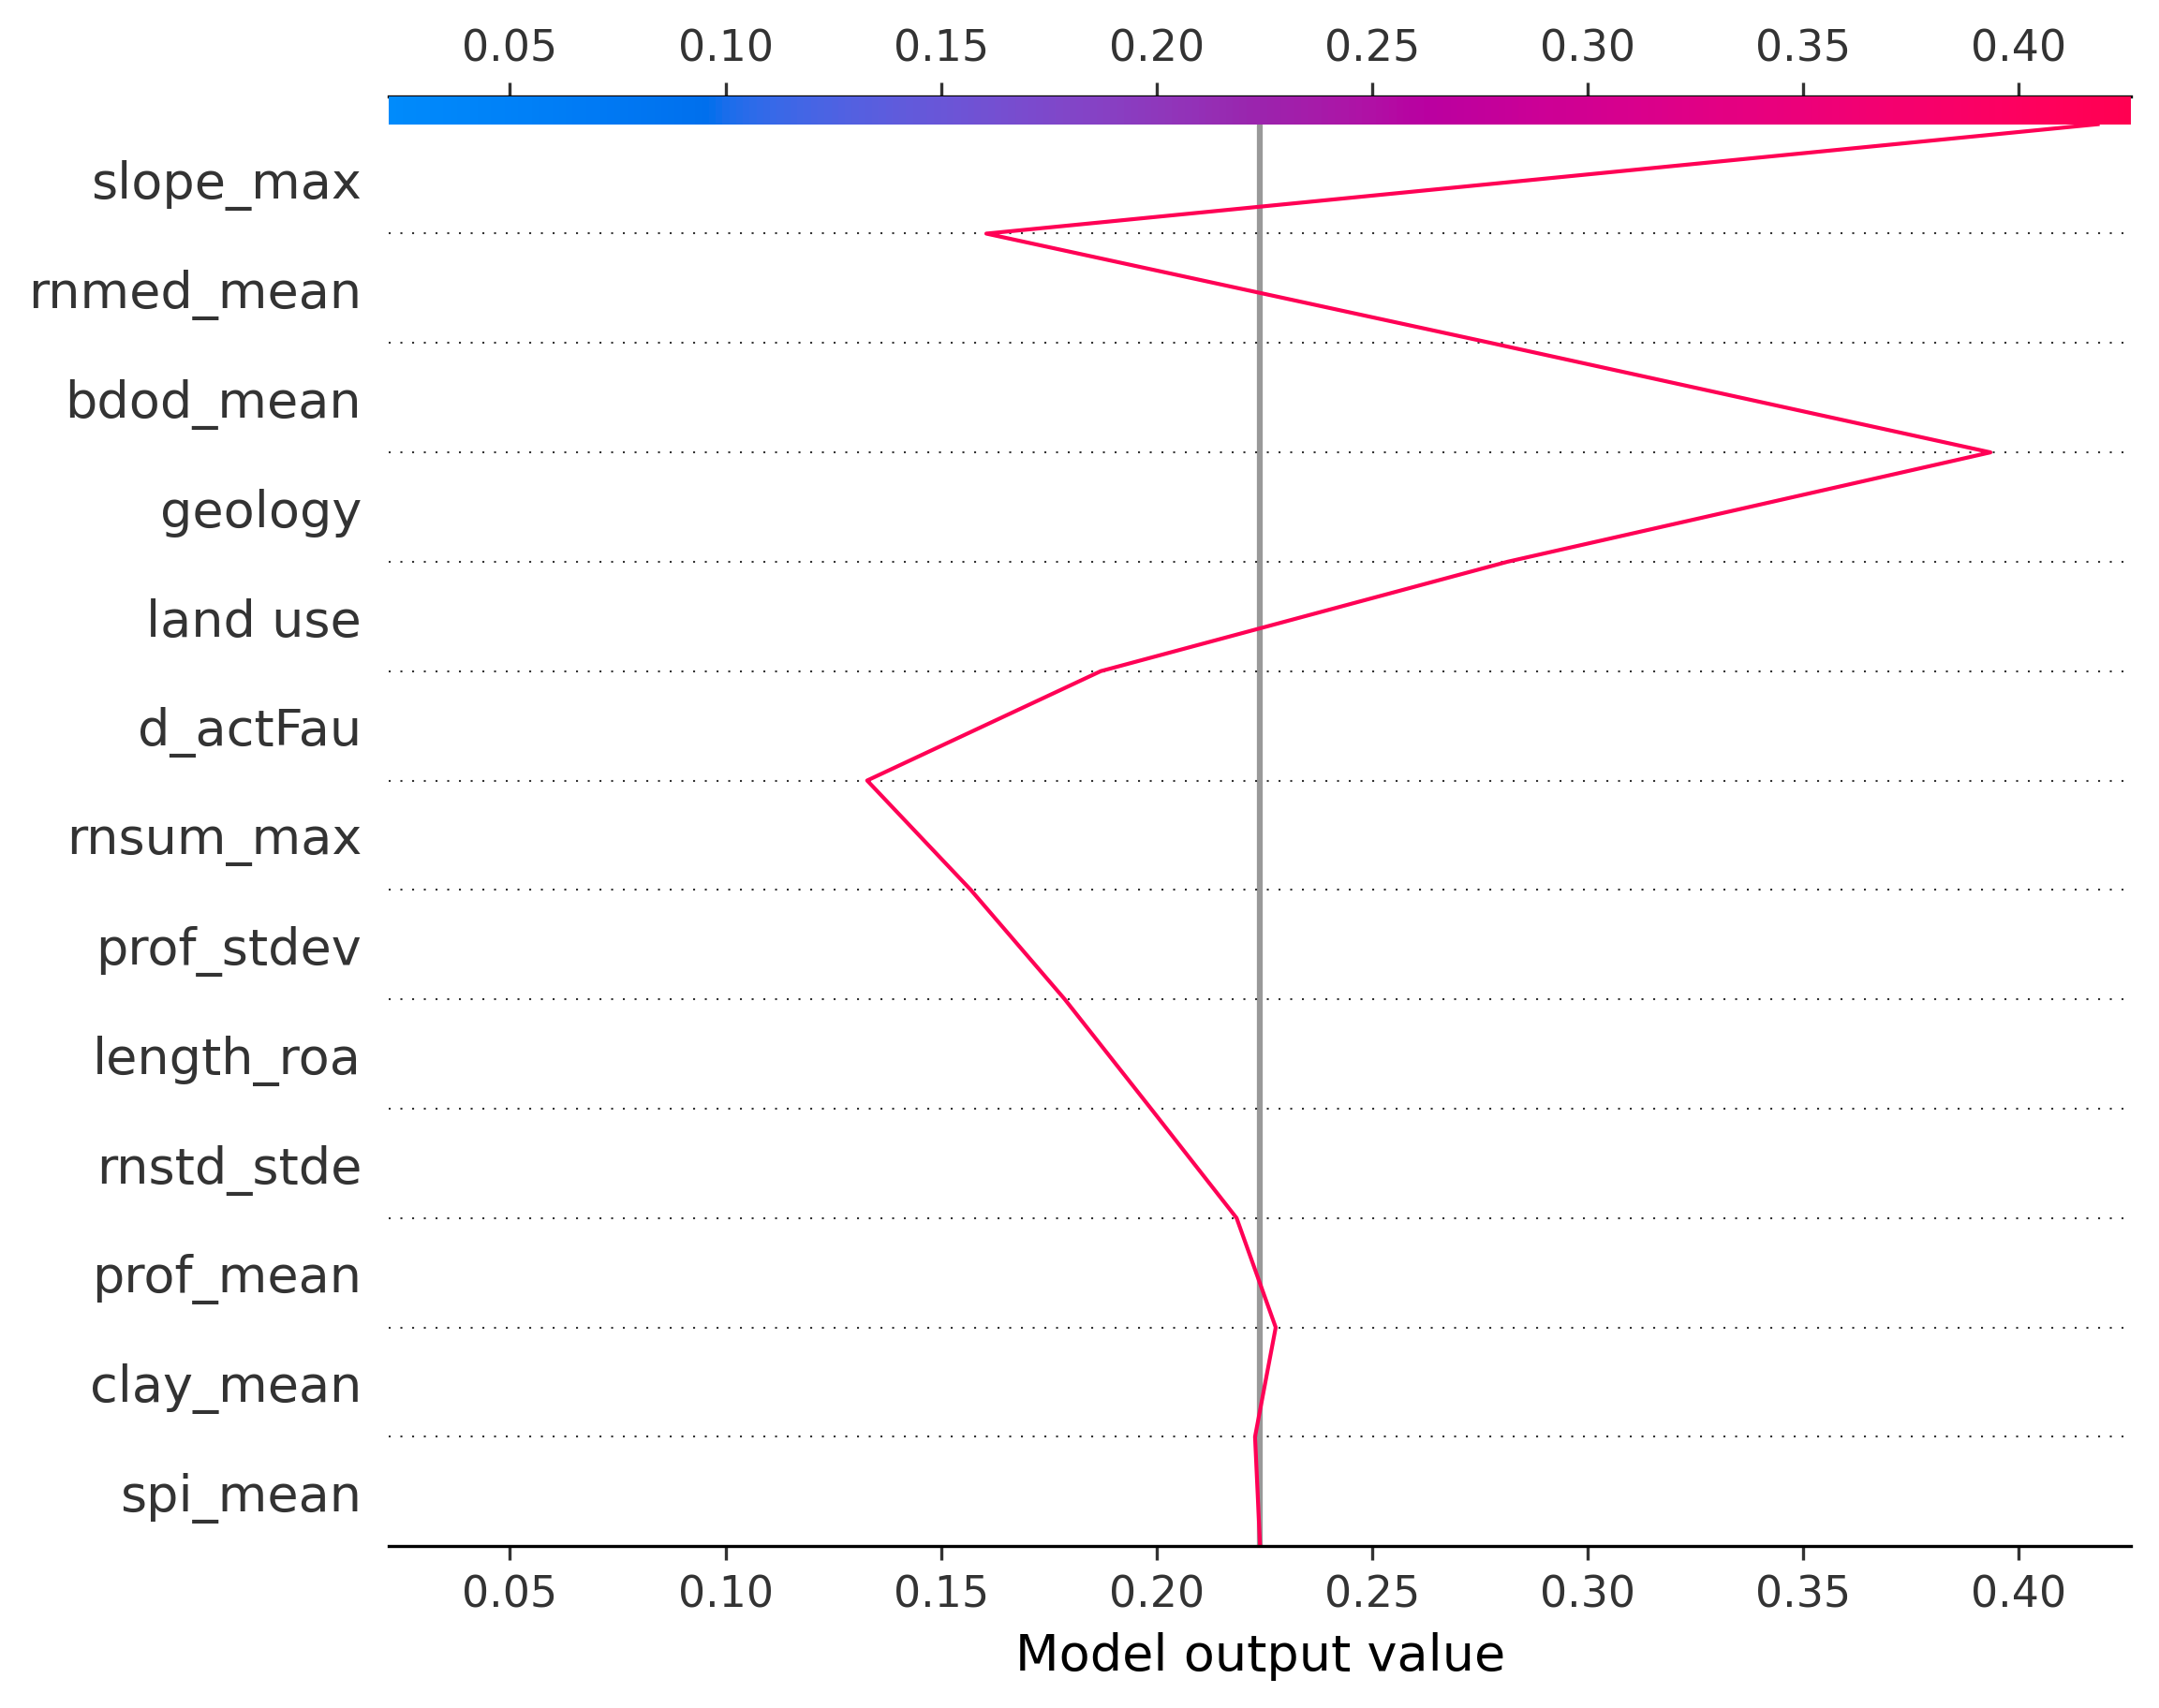 0.05 0.10 0.15 0.20 0.25 0.30 0.35 0.40
slope_max
rnmed_mean
bdod_mean
geology
land use
d_actFau
rnsum_max
prof_stdev
length_roa
rnstd_stde
prof_mean
clay_mean
spi_mean
0.05 0.10 0.15 0.20 0.25 0.30 0.35 0.40
Model output value